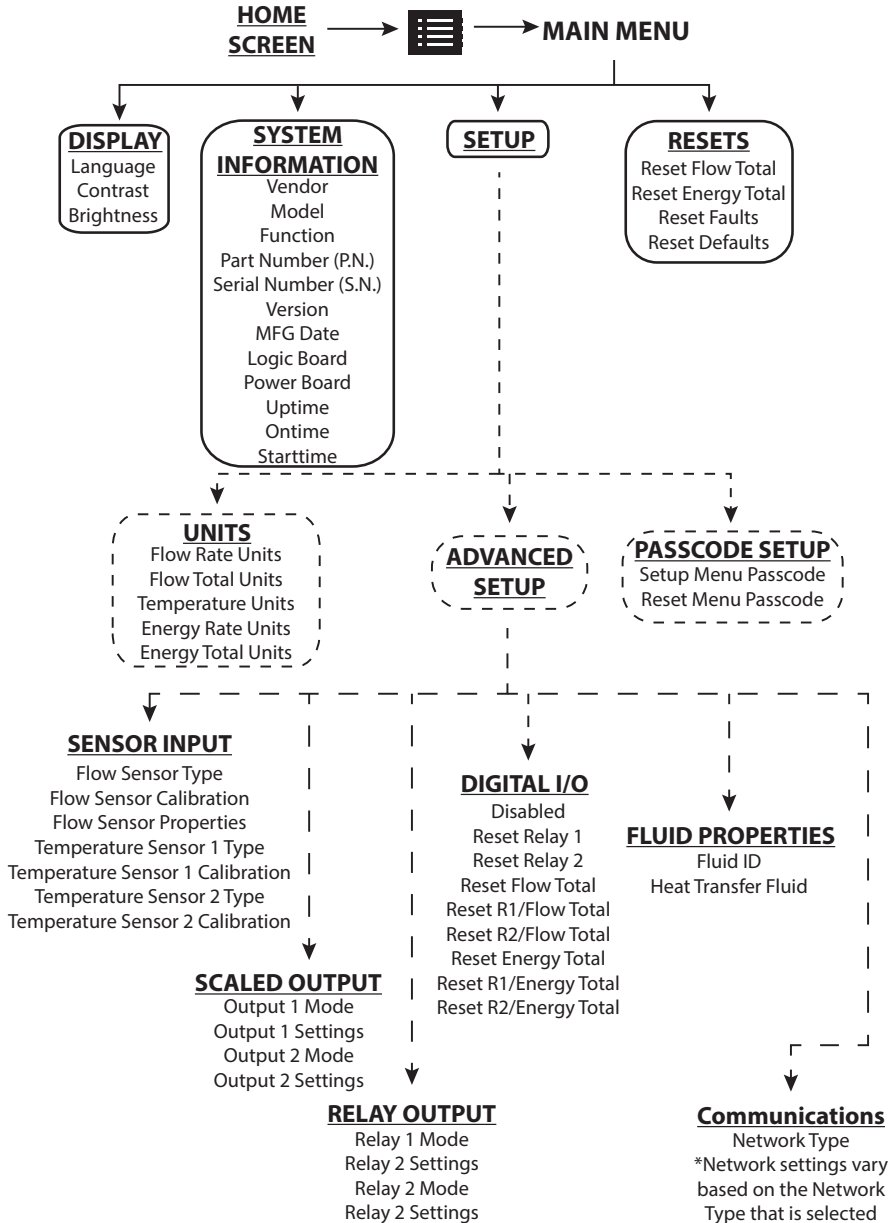 HOME
SCREEN
MAIN MENU
DISPLAY
Language
Contrast
Brightness
SYSTEM
INFORMATION
Vendor
Model
Function
Part Number (P.N.)
Serial Number (S.N.)
Version
MFG Date
Logic Board
Power Board
Uptime
Ontime
Starttime
SETUP
RESETS
Reset Flow Total
Reset Energy Total
Reset Faults
Reset Defaults
UNITS
Flow Rate Units
Flow Total Units
Temperature Units
Energy Rate Units
Energy Total Units
ADVANCED
SETUP
PASSCODE SETUP
Setup Menu Passcode
Reset Menu Passcode
SENSOR INPUT
Flow Sensor Type
Flow Sensor Calibration
Flow Sensor Properties
Temperature Sensor 1 Type
Temperature Sensor 1 Calibration
Temperature Sensor 2 Type
Temperature Sensor 2 Calibration
SCALED OUTPUT
Output 1 Mode
Output 1 Settings
Output 2 Mode
Output 2 Settings
RELAY OUTPUT
Relay 1 Mode
Relay 2 Settings
Relay 2 Mode
Relay 2 Settings
DIGITAL I/O
Disabled
Reset Relay 1
Reset Relay 2
Reset Flow Total
Reset R1/Flow Total
Reset R2/Flow Total
Reset Energy Total
Reset R1/Energy Total
Reset R2/Energy Total
FLUID PROPERTIES
Fluid ID
Heat Transfer Fluid
Communications
Network Type
*Network settings vary
based on the Network
Type that is selected